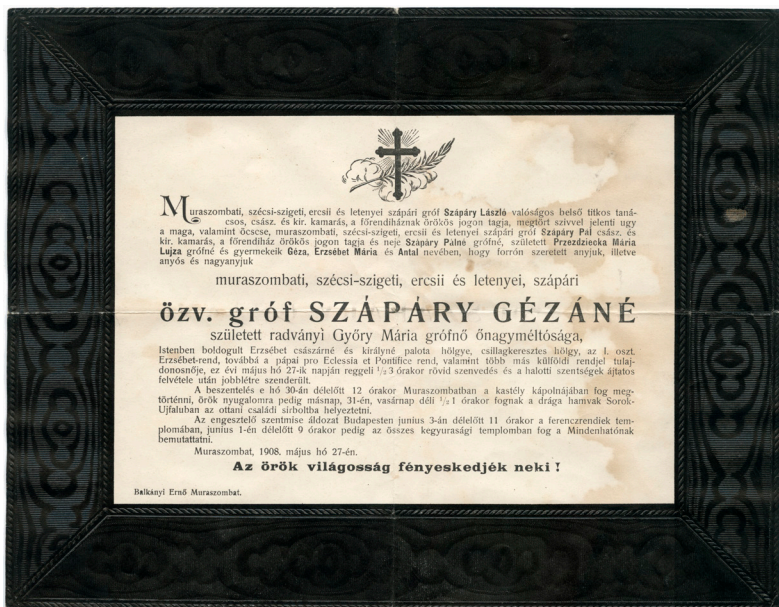 Muraszombati, szécsi-szigeti, ercsii és letenyei szápári gróf Szápáry László valóságos belső titkos taná-
csos, csász. és kir. kamarás, a főrendiháznak örökös jogon tagja, megtört szivvel jelenti ugy
a maga, valamint öcscse, muraszombati, szécsi-szigeti, ercsii és letenyei szápári gróf Szápáry Pál csász. és
kir. kamarás, a főrendiház örökös jogon tagja és neje Szápáry Pálné grófné, született Przezdziecka Mária
Lujza grófné és gyermekeik Géza, Erzsébet Mária és Antal nevében, hogy forrón szeretett anyjuk, illetve
anyós és nagyanyjuk
muraszombati, szécsi-szigeti, ercsii és letenyei, szápári
özv. gróf SZÁPÁRY GÉZÁNÉ
született radványi Győry Mária grófnő őnagyméltósága,
Istenben boldogult Erzsébet császárné és királyné palota hölgye, csillagkeresztes hölgy, az I. oszt.
Erzsébet-rend, továbbá a pápai pro Eclessia et Pontifice rend, valamint több más külföldi rendjel tulaj-
donosnője, ez évi május hó 27-ik napján reggeli 1/2 3 órakor rövid szenvedés és a halotti szentségek ájtatos
felvétele után jobblétre szenderült.
A beszentelés e hó 30-án délelőtt 12 órakor Muraszombatban a kastély kápolnájában fog meg-
történni, örök nyugalomra pedig másnap, 31-én, vasárnap déli 1/2 1 órakor fognak a drága hamvak Sorok-
Ujfaluban az ottani családi sirboltba helyeztetni.
Az engesztelő szentmise áldozat Budapesten junius 3-án délelőtt 11 órakor a ferenczrendiek tem-
plomában, junius 1-én délelőtt 9 órakor pedig az összes kegyurasági templomban fog a Mindenhatónak
bemutattatni.
Muraszombat, 1908. május hó 27-én.
Az örök világosság fényeskedjék neki!
Balkányi Ernő Muraszombat.